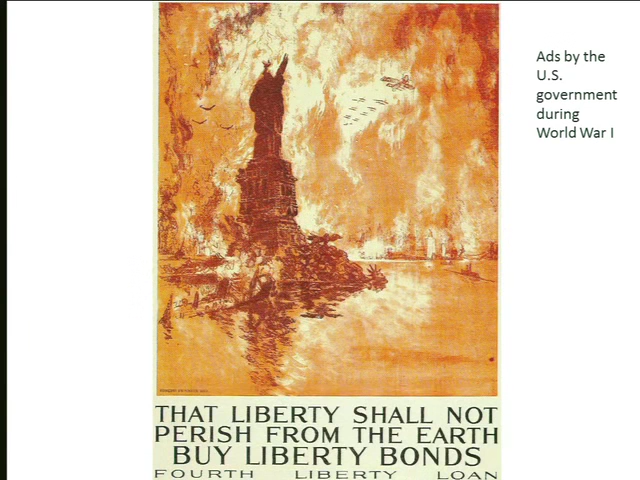 Ads by the
U.S.
government
during
World War I
THAT LIBERTY SHALL NOT
PERISH FROM THE EARTH
BUY LIBERTY BONDS
FOURTH LIBERTY LOAN